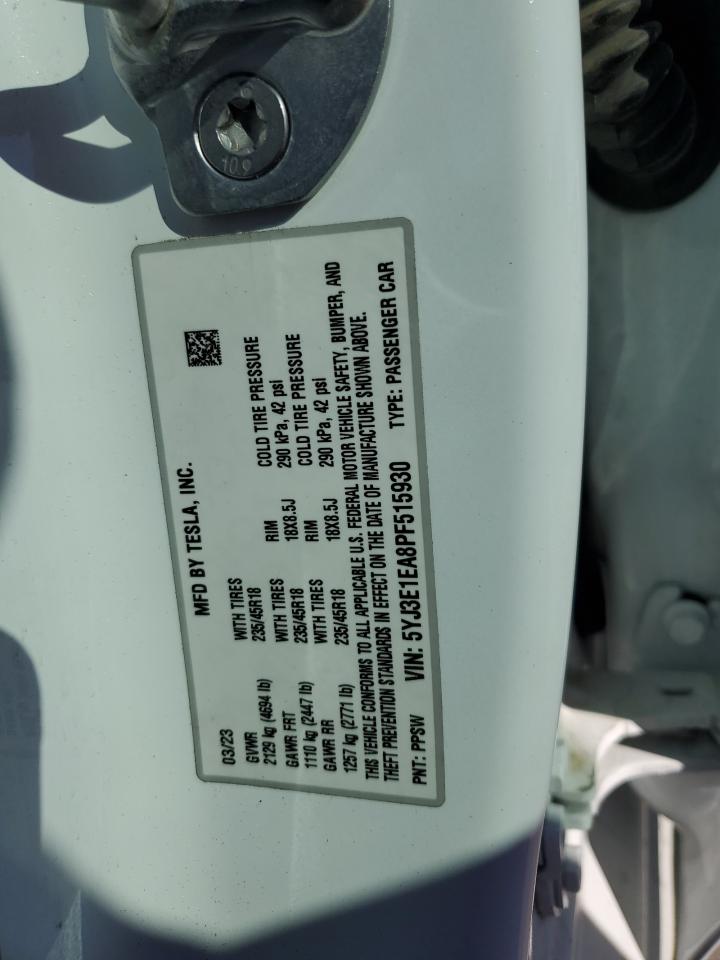 10.9
MFD BY TESLA, INC.
03/23
GVWR WITH TIRES RIM COLD TIRE PRESSURE
2129 kg (4694 lb) 235/45R18 18X8.5J 290 kPa, 42 psi
GAWR FRT WITH TIRES RIM COLD TIRE PRESSURE
1110 kg (2447 lb) 235/45R18 18X8.5J 290 kPa, 42 psi
GAWR RR WITH TIRES
1257 kg (2771 lb) 235/45R18
THIS VEHICLE CONFORMS TO ALL APPLICABLE U.S. FEDERAL MOTOR VEHICLE SAFETY, BUMPER, AND
THEFT PREVENTION STANDARDS IN EFFECT ON THE DATE OF MANUFACTURE SHOWN ABOVE.
PNT: PPSW VIN: 5YJ3E1EA8PF515930 TYPE: PASSENGER CAR